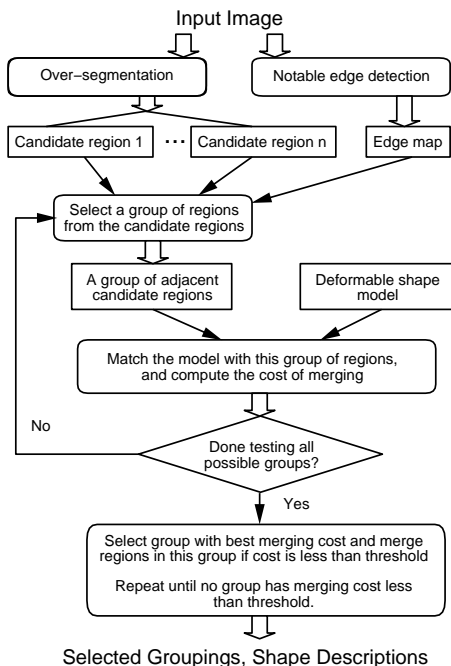 Input Image
Over-segmentation
Notable edge detection
Candidate region 1
...
Candidate region n
Edge map
Select a group of regions
from the candidate regions
A group of adjacent
candidate regions
Deformable shape
model
Match the model with this group of regions,
and compute the cost of merging
No
Done testing all
possible groups?
Yes
Select group with best merging cost and merge
regions in this group if cost is less than threshold
Repeat until no group has merging cost less
than threshold.
Selected Groupings, Shape Descriptions